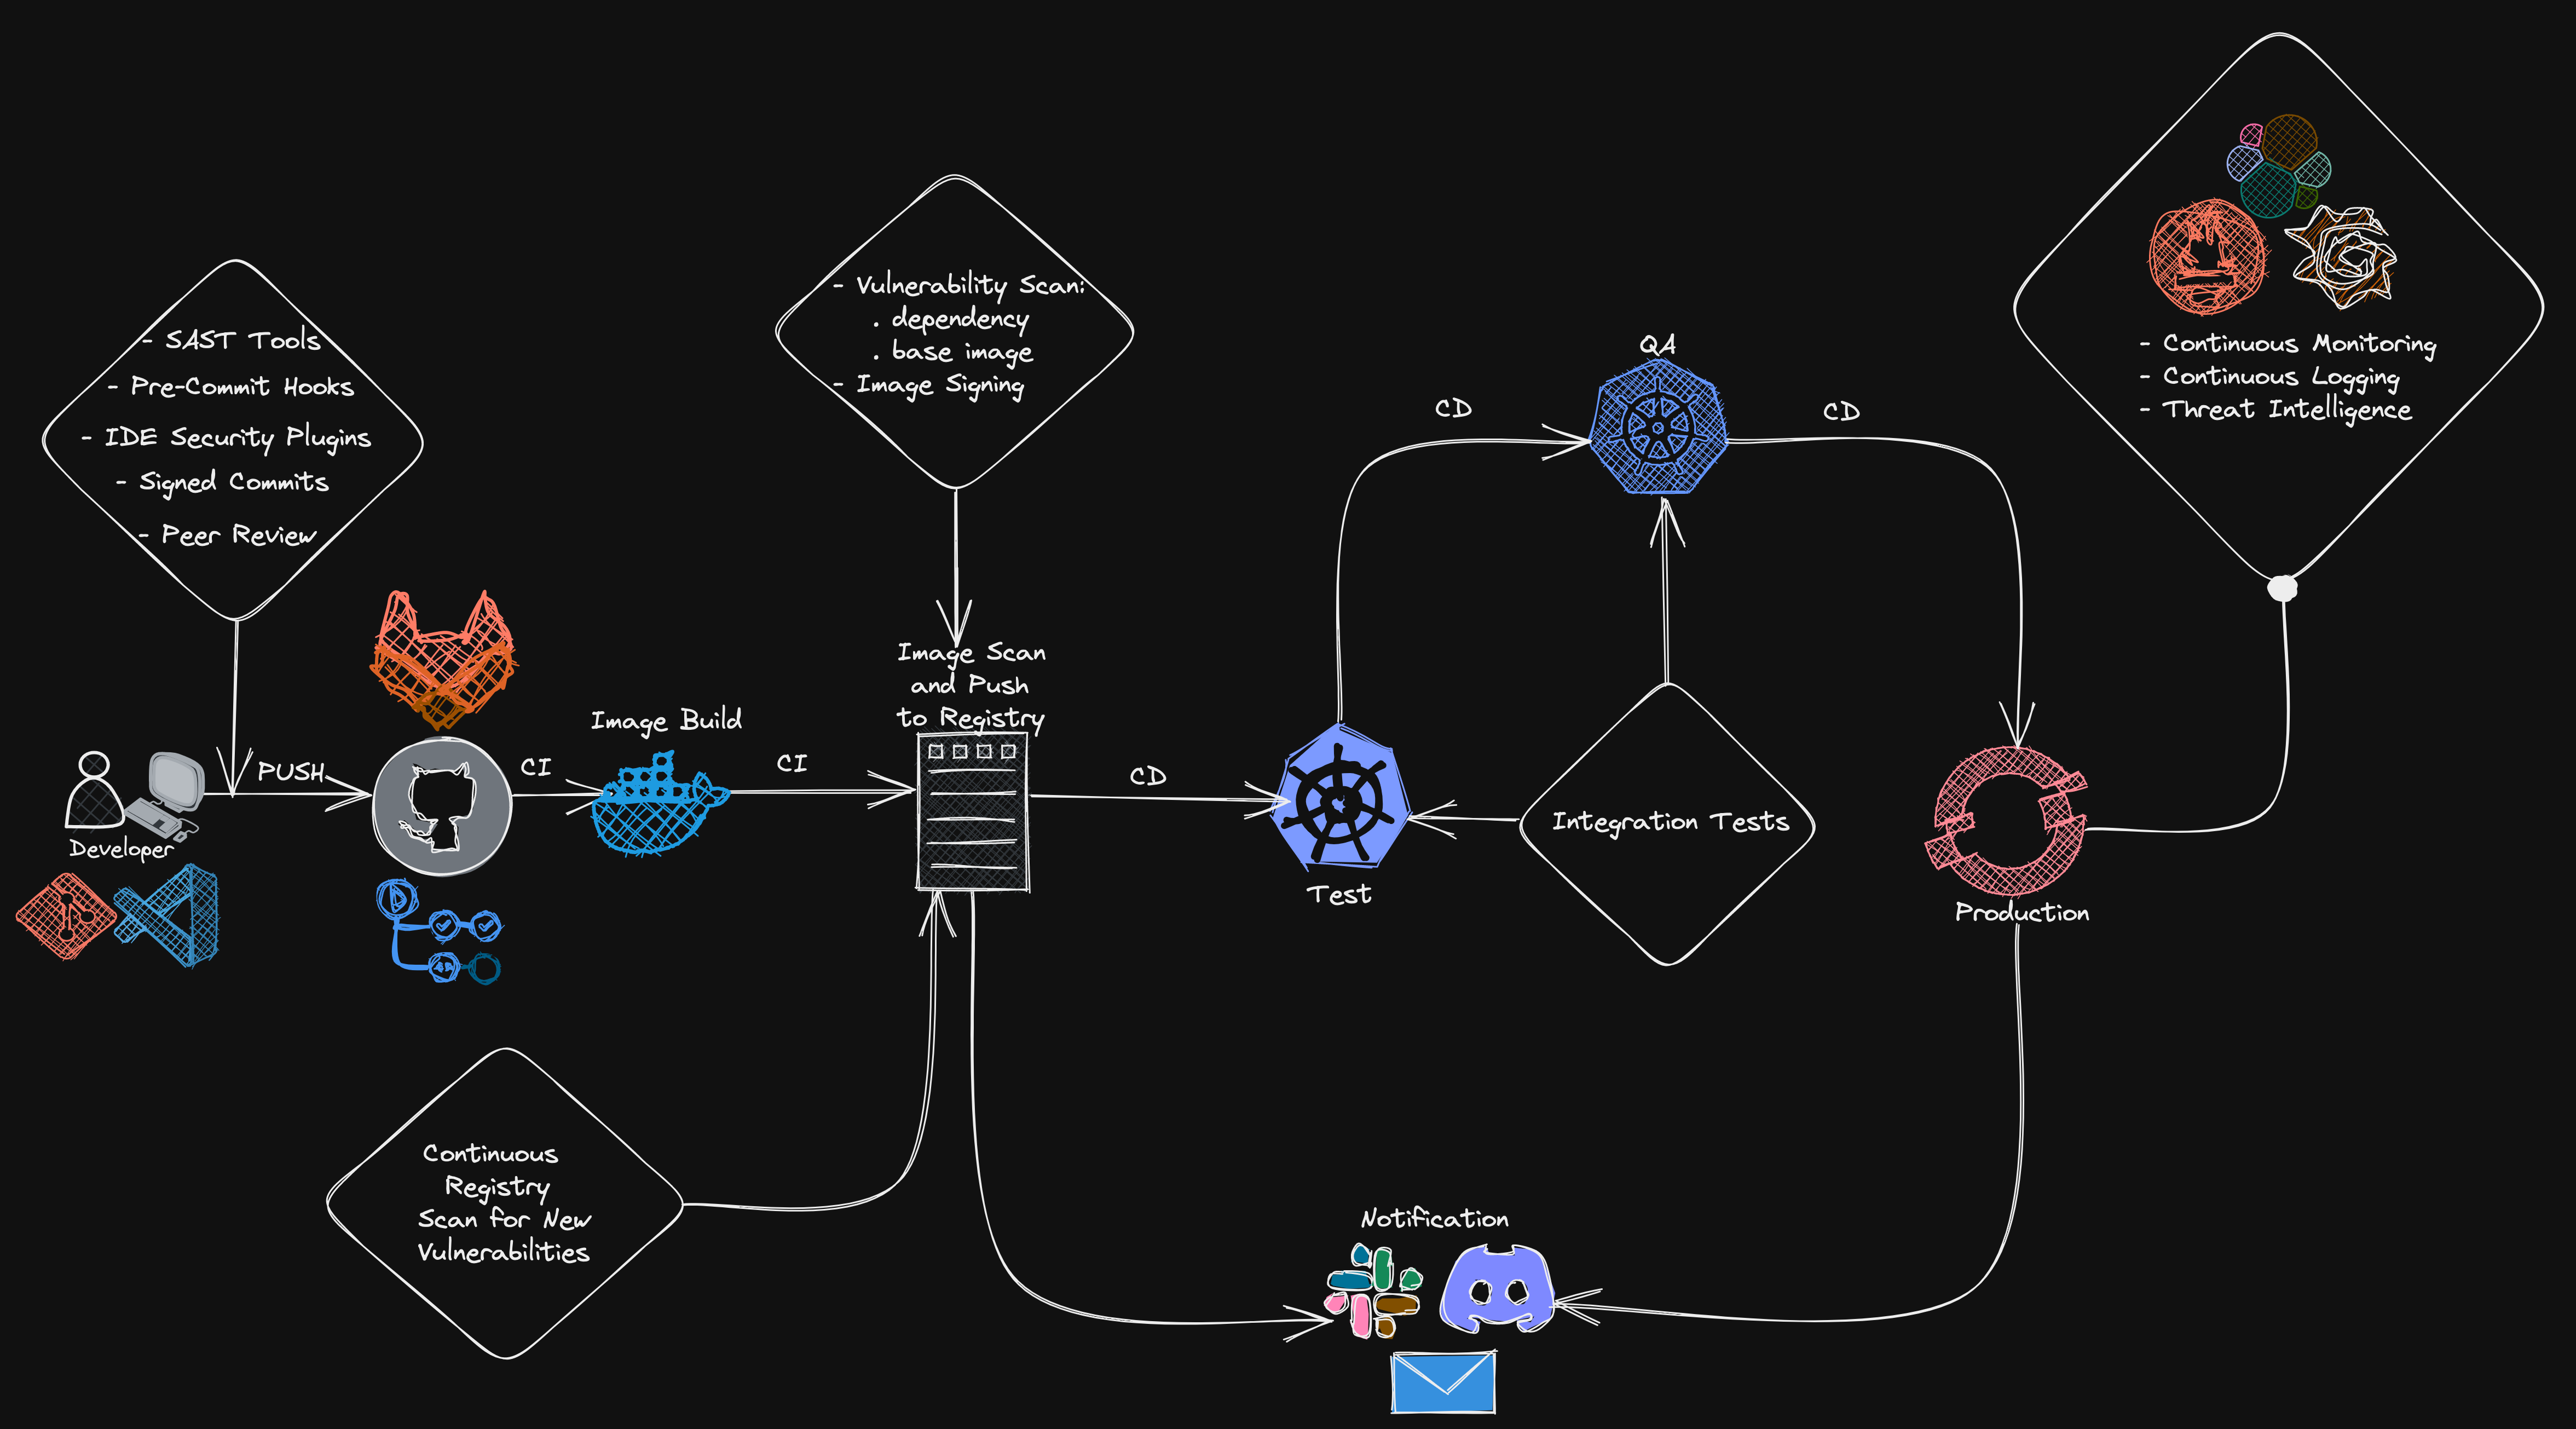 - SAST Tools
- Pre-Commit Hooks
- IDE Security Plugins
- Signed Commits
- Peer Review
Developer
PUSH
CI
Image Build
CI
- Vulnerability Scan:
. dependency
. base image
- Image Signing
Image Scan
and Push
to Registry
Continuous
Registry
Scan for New
Vulnerabilities
CD
Test
CD
QA
CD
Integration Tests
Production
- Continuous Monitoring
- Continuous Logging
- Threat Intelligence
Notification